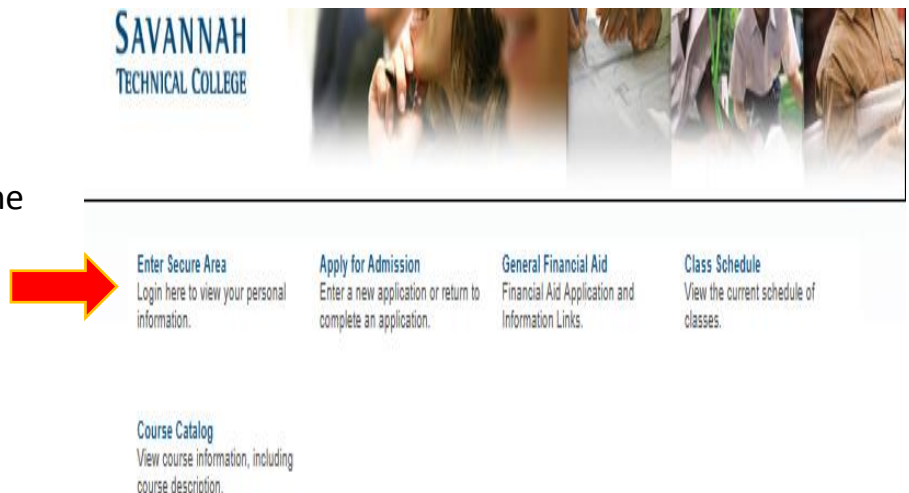 SAVANNAH
TECHNICAL COLLEGE
ne
Enter Secure Area
Login here to view your personal
information.
Apply for Admission
Enter a new application or return to
complete an application.
General Financial Aid
Financial Aid Application and
Information Links.
Class Schedule
View the current schedule of
classes.
Course Catalog
View course information, including
course description.